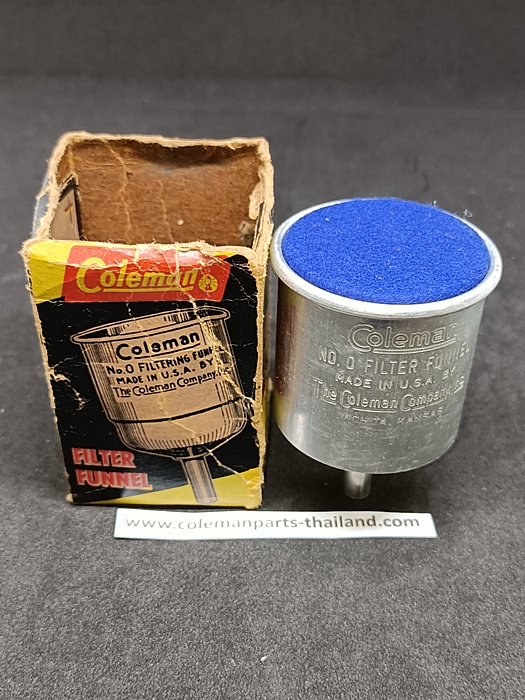 Coleman
Coleman
No. 0 FILTERING FUN
MADE IN U.S.A. BY
The Coleman Company, Inc
FILTER
FUNNEL
Coleman
NO. 0 FILTER FUNNEL
MADE IN U.S.A. BY
The Coleman Company, Inc
WICHITA, KANSAS
www.colemanparts-thailand.com